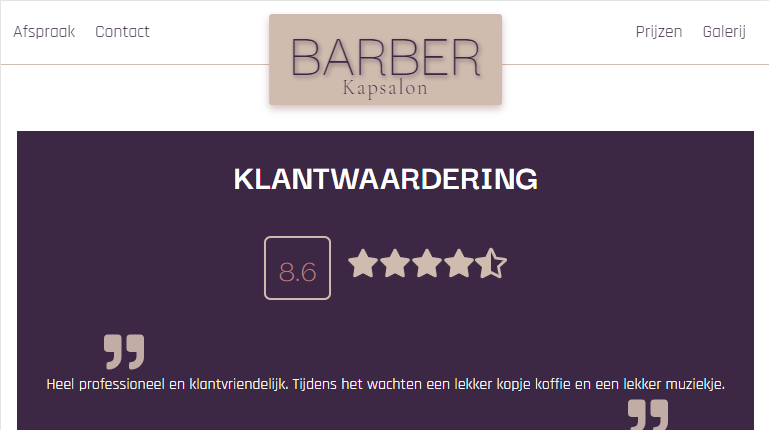 Afspraak Contact
BARBER
Kapsalon
Prijzen Galerij
KLANTWAARDERING
8.6
Heel professioneel en klantvriendelijk. Tijdens het wachten een lekker kopje koffie en een lekker muziekje.